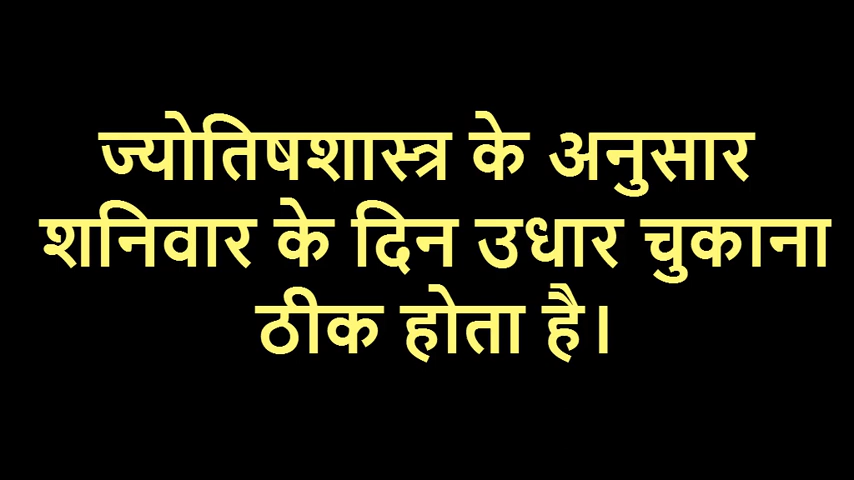 ज्योतिषशास्त्र के अनुसार
शनिवार के दिन उधार चुकाना
ठीक होता है।